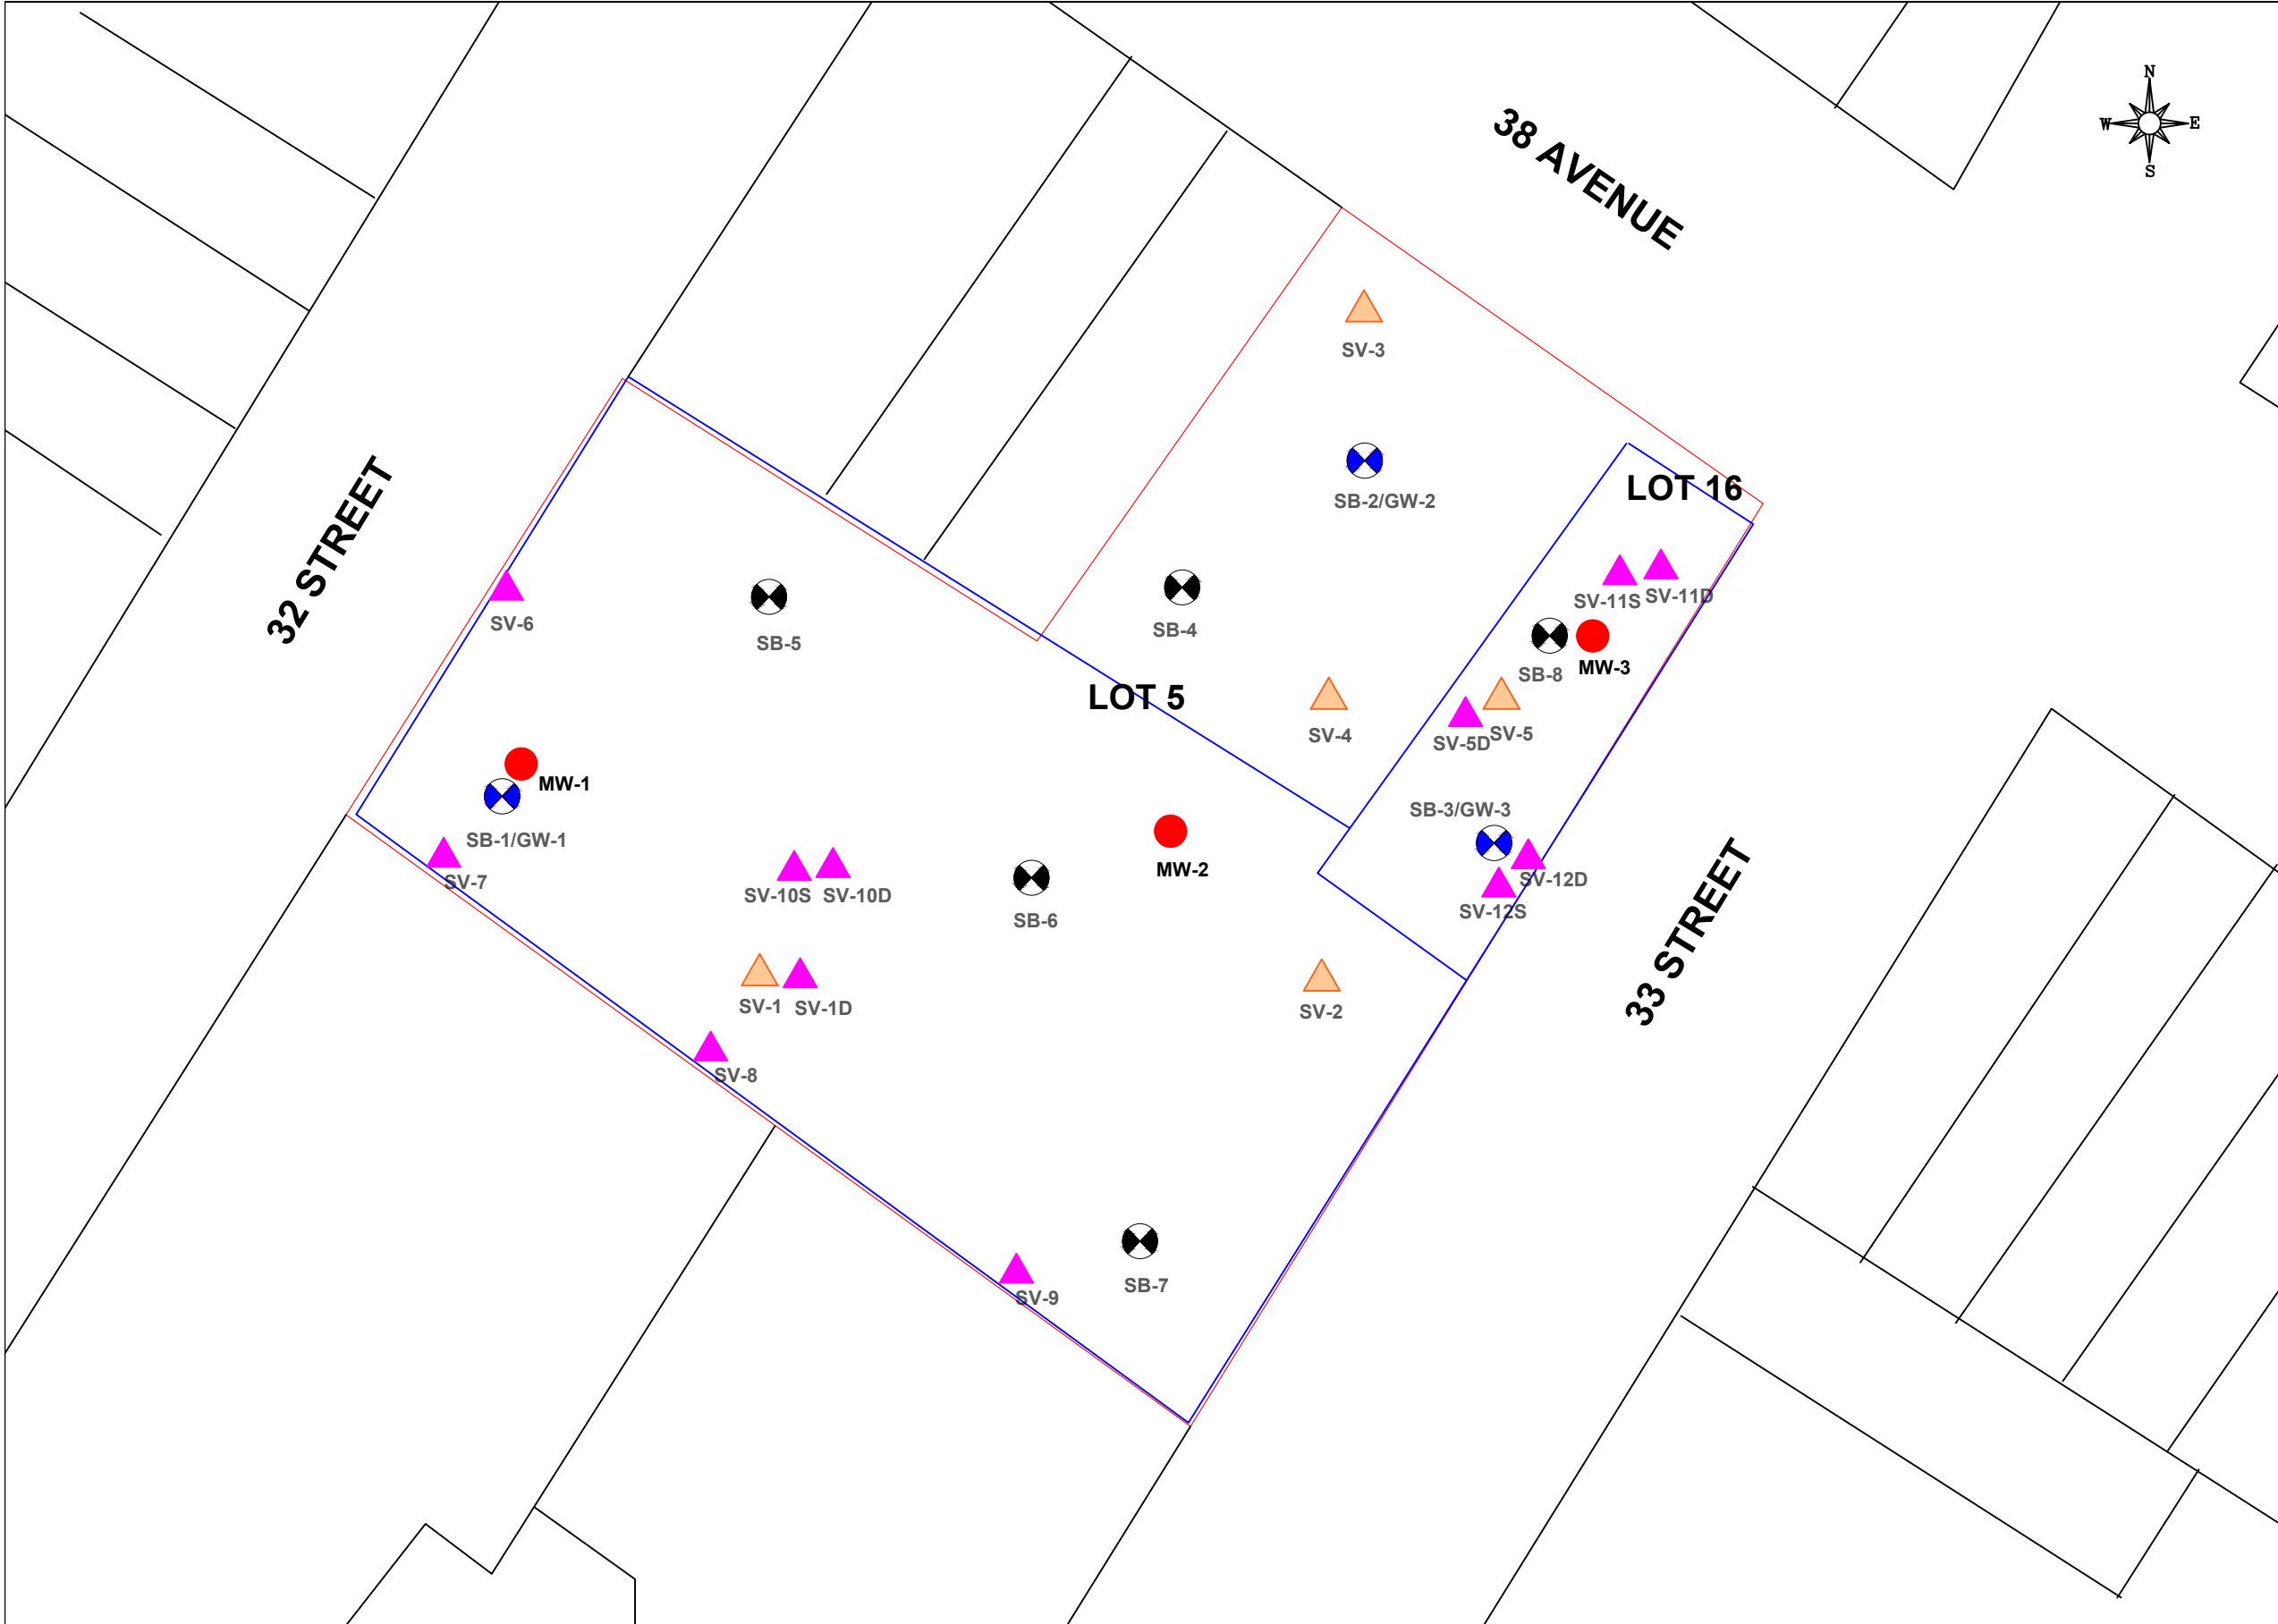 N
W
E
S
38 AVENUE
SV-3
LOT 16
SB-2/GW-2
32 STREET
SV-6
SB-5
SB-4
SV-11S
SV-11D
SB-8
MW-3
LOT 5
SV-4
SV-5D
SV-5
MW-1
SB-1/GW-1
SV-7
SB-3/GW-3
SV-10S
SV-10D
MW-2
SV-12D
SB-6
SV-12S
33 STREET
SV-1
SV-1D
SV-2
SV-8
SB-7
SV-9